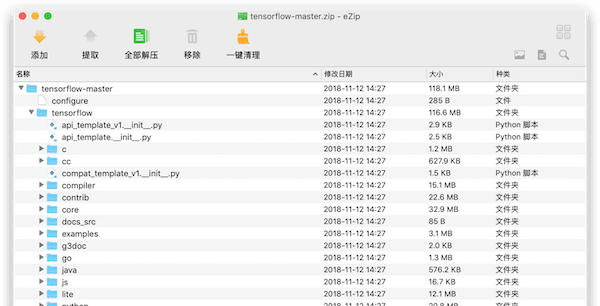 tensorflow-master.zip - eZip
添加 提取 全部解压 移除 一键清理
名称 修改日期 大小 种类
tensorflow-master 2018-11-12 14:27 118.1 MB 文件夹
configure 2018-11-12 14:27 285 B 文件
tensorflow 2018-11-12 14:27 116.6 MB 文件夹
api_template_v1.__init__.py 2018-11-12 14:27 2.9 KB Python 脚本
api_template.__init__.py 2018-11-12 14:27 2.5 KB Python 脚本
c 2018-11-12 14:27 1.2 MB 文件夹
cc 2018-11-12 14:27 627.9 KB 文件夹
compat_template_v1.__init__.py 2018-11-12 14:27 1.5 KB Python 脚本
compiler 2018-11-12 14:27 15.1 MB 文件夹
contrib 2018-11-12 14:27 22.6 MB 文件夹
core 2018-11-12 14:27 32.9 MB 文件夹
docs_src 2018-11-12 14:27 85 B 文件夹
examples 2018-11-12 14:27 3.1 MB 文件夹
g3doc 2018-11-12 14:27 2.0 KB 文件夹
go 2018-11-12 14:27 1.3 MB 文件夹
java 2018-11-12 14:27 576.2 KB 文件夹
js 2018-11-12 14:27 16.7 KB 文件夹
lite 2018-11-12 14:27 12.1 MB 文件夹
python 2018-11-12 14:27 20.8 MB 文件夹